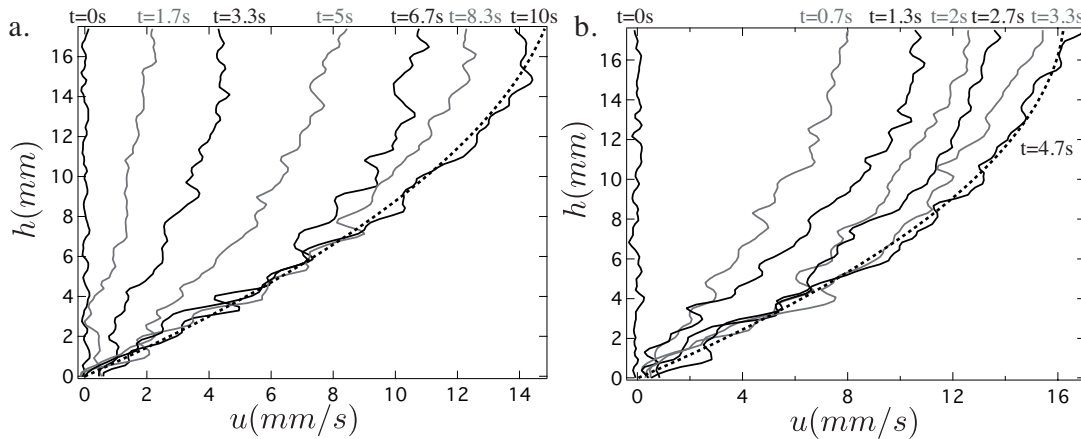 a.
t=0s t=1.7s t=3.3s t=5s t=6.7s t=8.3s t=10s
16
14
12
10
8
6
4
2
0
h(mm)
0 2 4 6 8 10 12 14
u(mm/s)
b.
t=0s t=0.7s t=1.3s t=2s t=2.7s t=3.3s
16
14
12
10
8
6
4
2
0
h(mm)
t=4.7s
0 4 8 12 16
u(mm/s)